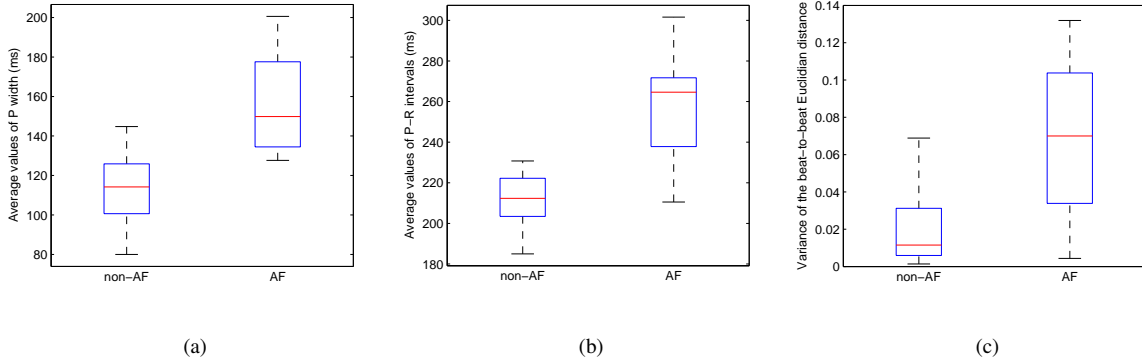 200
180
160
140
120
100
80
Average values of P width (ms)
non−AF
AF
(a)
300
280
260
240
220
200
180
Average values of P−R intervals (ms)
non−AF
AF
(b)
0.14
0.12
0.1
0.08
0.06
0.04
0.02
0
Variance of the beat−to−beat Euclidian distance
non−AF
AF
(c)